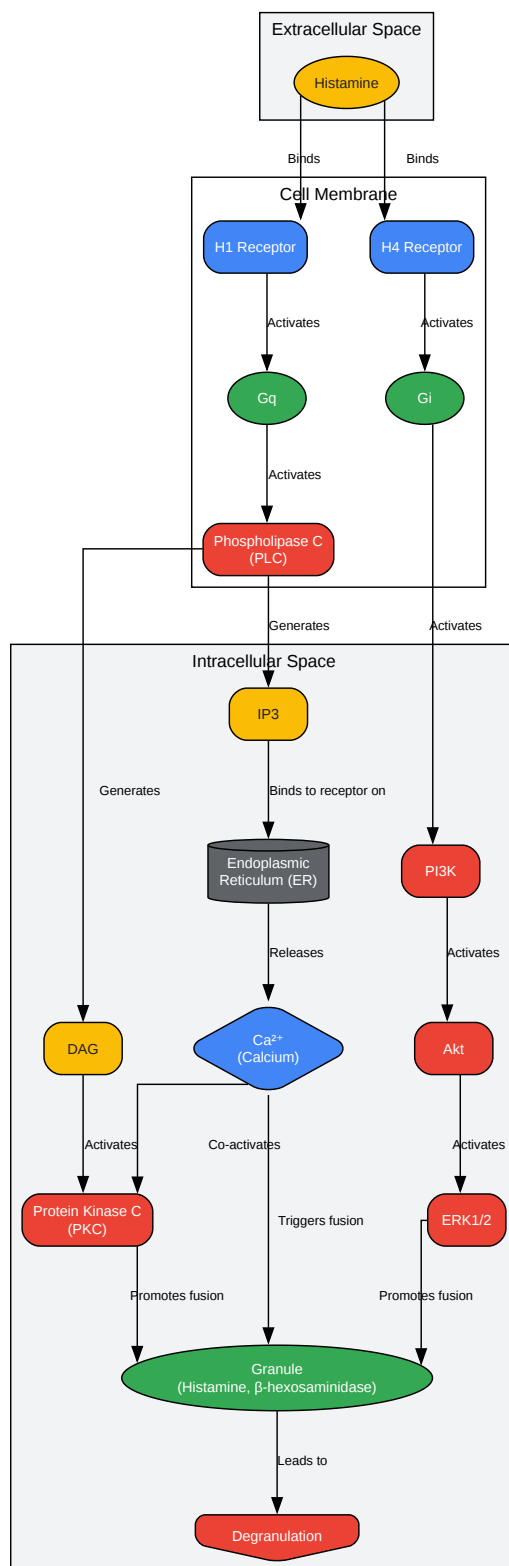 Extracellular Space
Histamine
Binds
Binds
Cell Membrane
H1 Receptor
H4 Receptor
Activates
Activates
Gq
Gi
Activates
Phospholipase C
(PLC)
Generates
Activates
Intracellular Space
IP3
Generates
Binds to receptor on
Endoplasmic
Reticulum (ER)
PI3K
Releases
Activates
Ca²⁺
(Calcium)
DAG
Akt
Activates
Co-activates
Activates
Protein Kinase C
(PKC)
Triggers fusion
ERK1/2
Promotes fusion
Promotes fusion
Granule
(Histamine, β-hexosaminidase)
Leads to
Degranulation